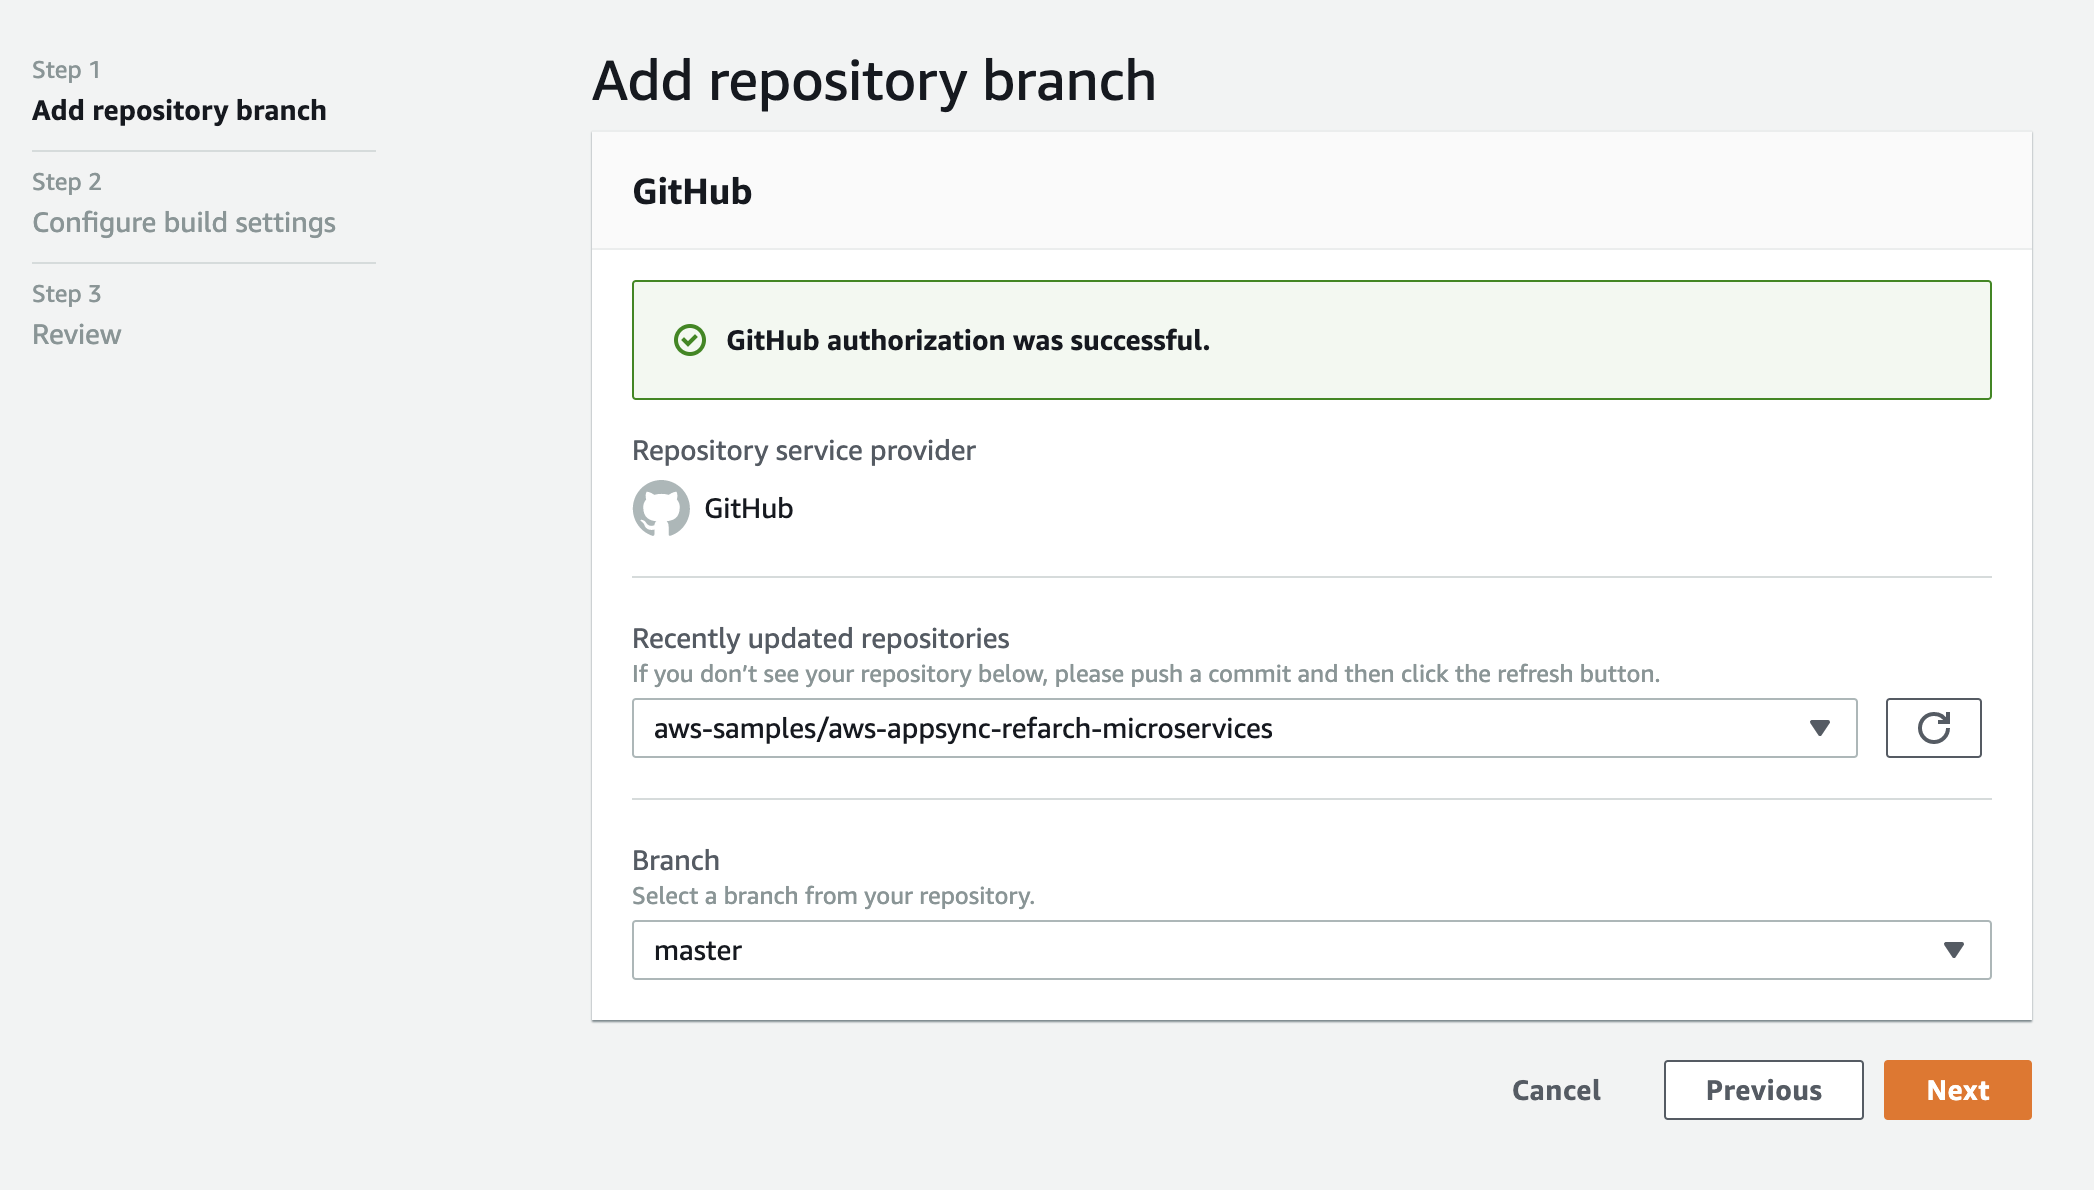 Step 1
Add repository branch
Step 2
Configure build settings
Step 3
Review
Add repository branch
GitHub
GitHub authorization was successful.
Repository service provider
GitHub
Recently updated repositories
If you don’t see your repository below, please push a commit and then click the refresh button.
aws-samples/aws-appsync-refarch-microservices
Branch
Select a branch from your repository.
master
Cancel
Previous
Next